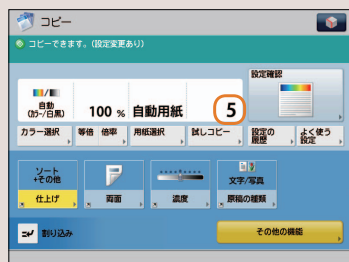 コピー
コピーできます。(設定変更あり)
設定確認
自動
(カラー/白黒)
100 %
自動用紙
5
カラー選択
等倍 倍率
用紙選択
試しコピー
設定の
履歴
よく使う
設定
ソート
+その他
文字/写真
仕上げ
両面
濃度
原稿の種類
割り込み
その他の機能